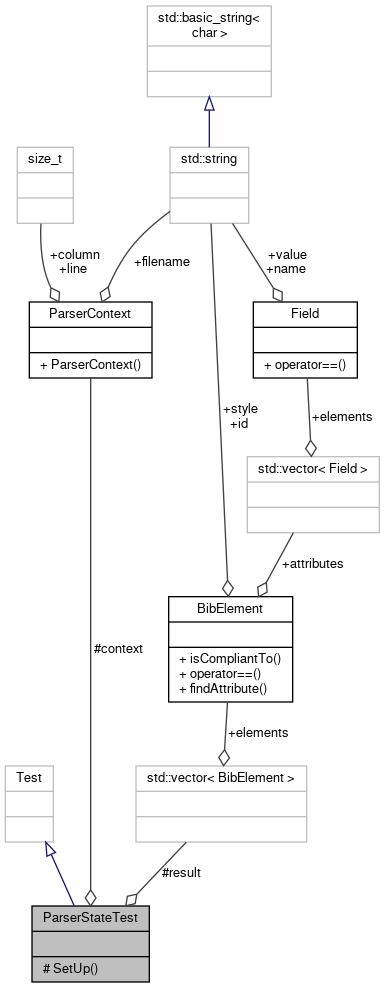 std::basic_string<
char >
size_t
std::string
+column
+line
+filename
+value
+name
ParserContext
+ ParserContext()
Field
+ operator==()
+style
+id
+elements
std::vector< Field >
+attributes
BibElement
+ isCompliantTo()
+ operator==()
+ findAttribute()
#context
+elements
Test
std::vector< BibElement >
#result
ParserStateTest
# SetUp()